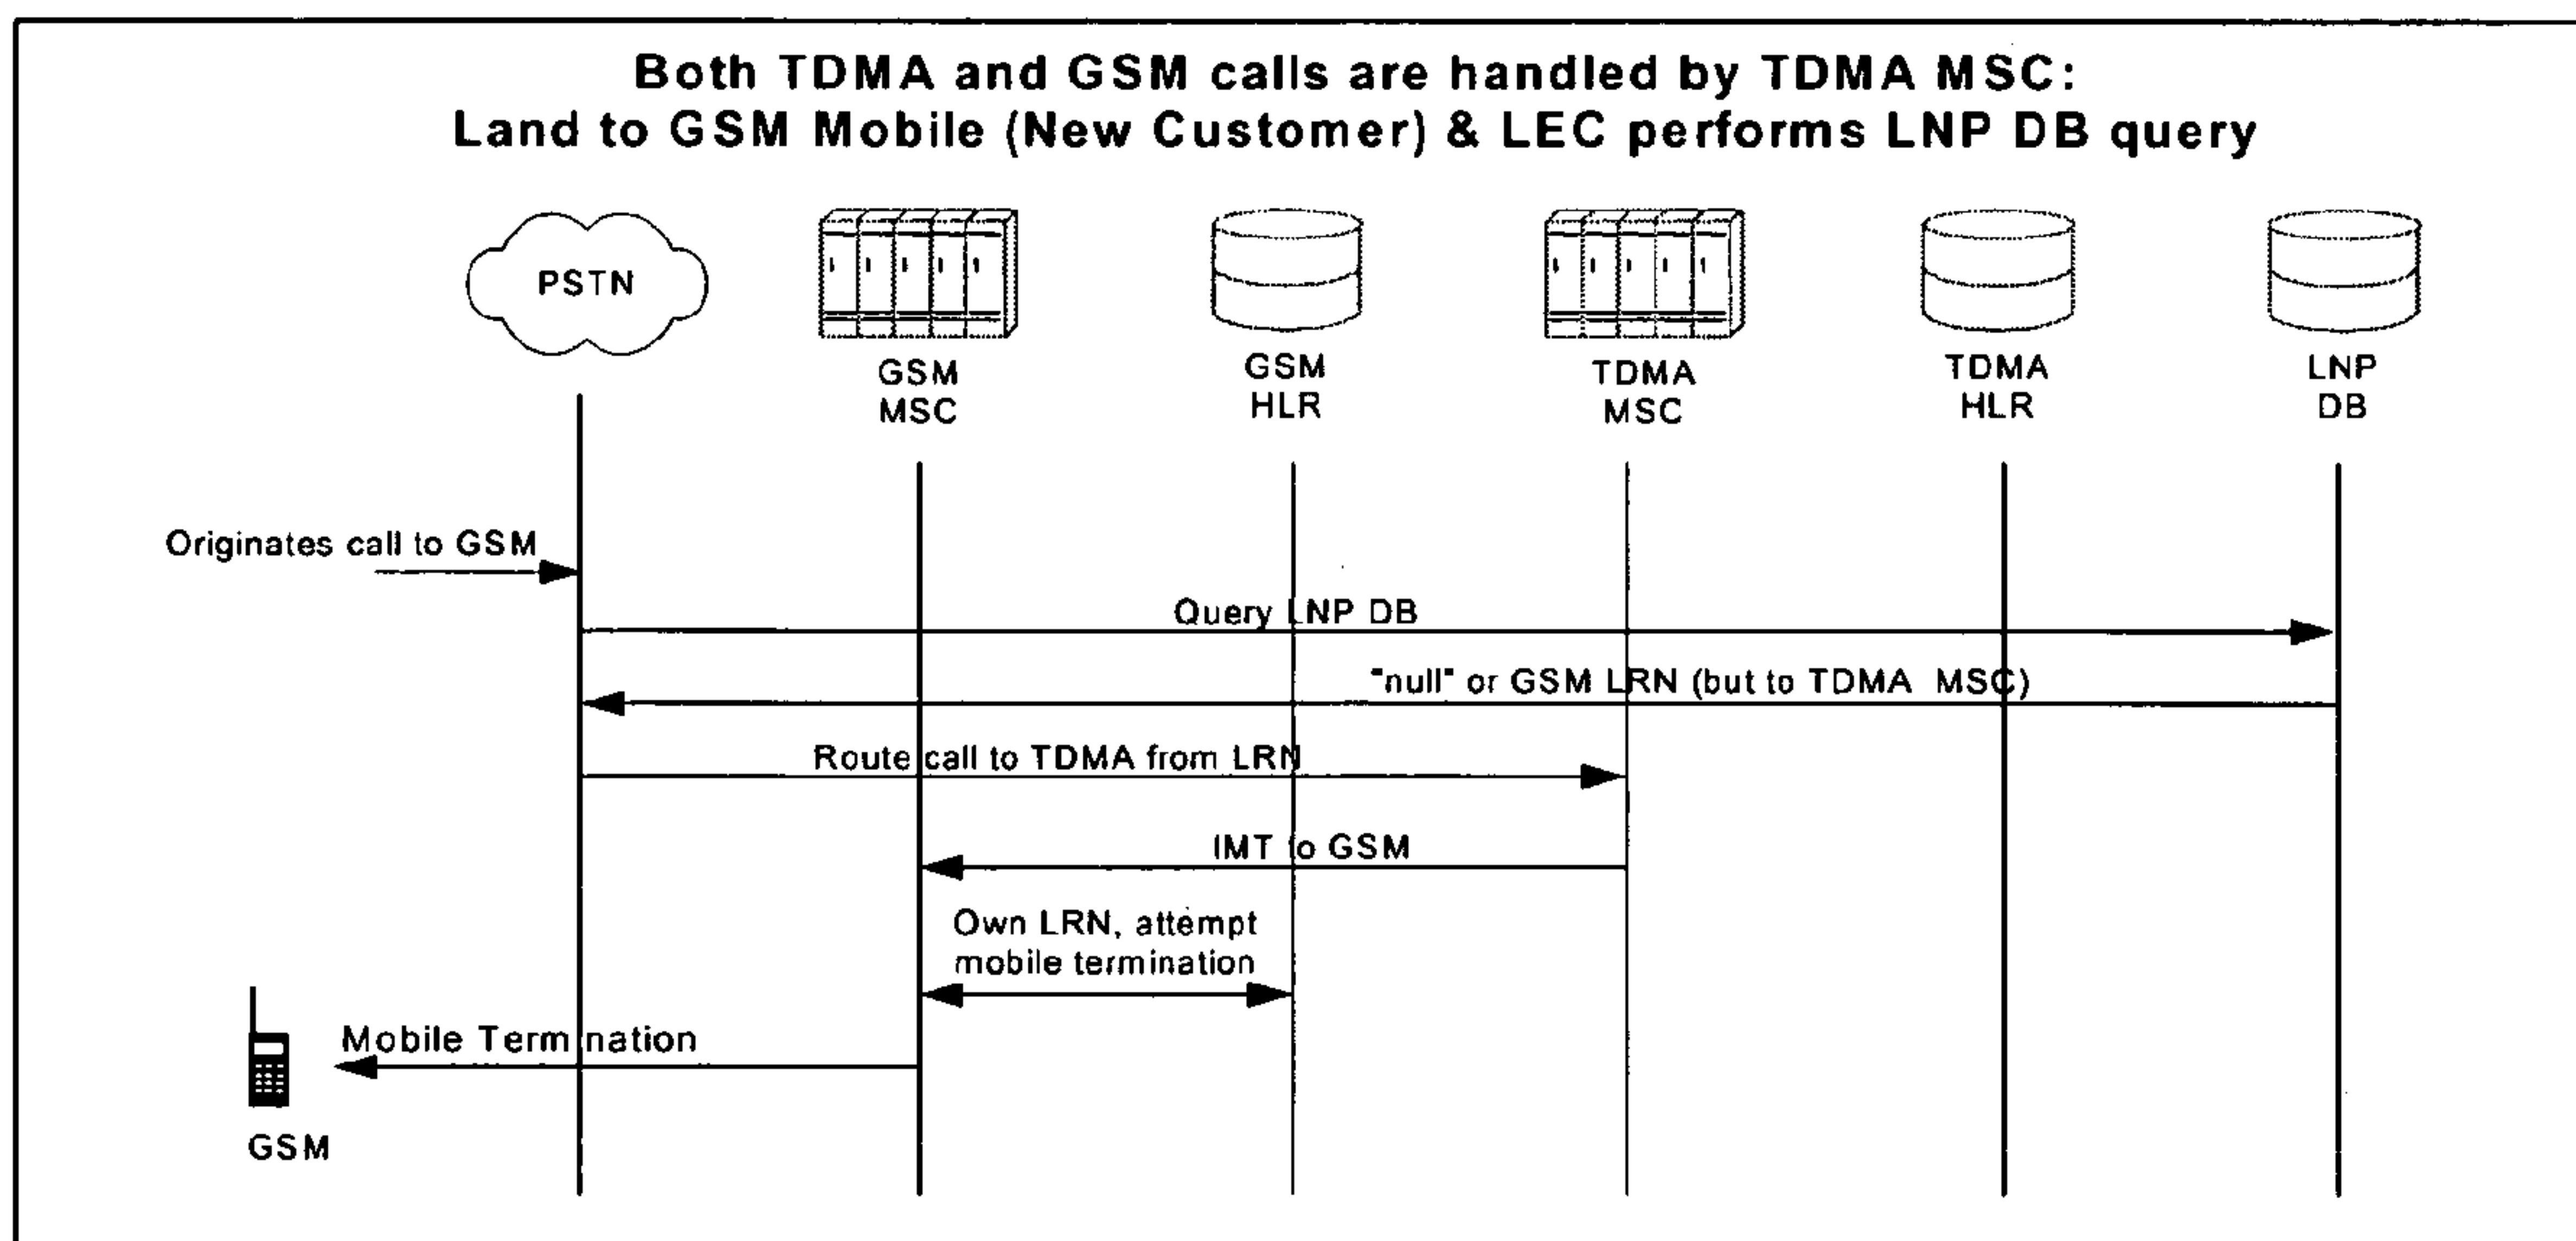 Both TDMA and GSM calls are handled by TDMA MSC:
Land to GSM Mobile (New Customer) & LEC performs LNP DB query
PSTN
GSM
MSC
GSM
HLR
TDMA
MSC
TDMA
HLR
LNP
DB
Originates call to GSM
Query LNP DB
"null" or GSM LRN (but to TDMA MSC)
Route call to TDMA from LRN
IMT to GSM
Own LRN, attempt
mobile termination
Mobile Termination
GSM